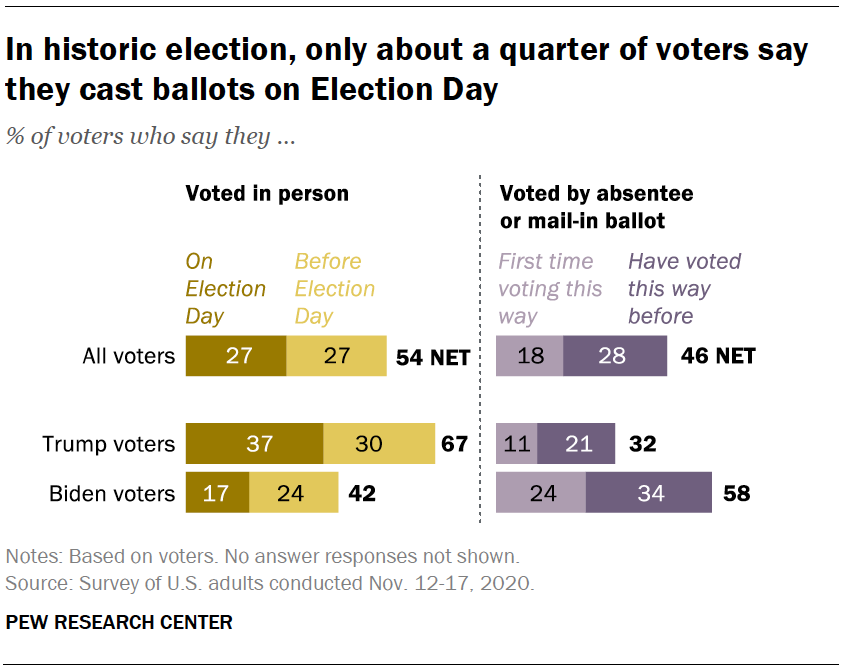 In historic election, only about a quarter of voters say
they cast ballots on Election Day
% of voters who say they ...
Voted in person
Voted by absentee
or mail-in ballot
On
Election
Day
Before
Election
Day
First time
voting this
way
Have voted
this way
before
All voters 27 27 54 NET 18 28 46 NET
Trump voters 37 30 67 11 21 32
Biden voters 17 24 42 24 34 58
Notes: Based on voters. No answer responses not shown.
Source: Survey of U.S. adults conducted Nov. 12-17, 2020.
PEW RESEARCH CENTER